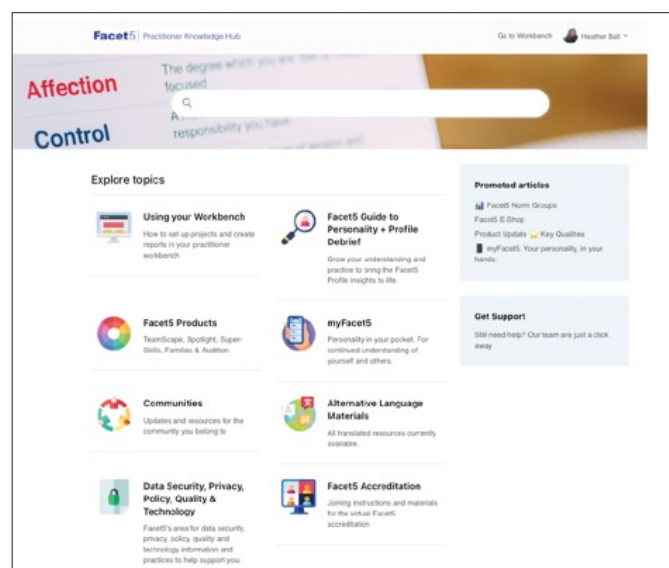 Facet5 | Practitioner Knowledge Hub
Go to Workbench
Heather Ball
Affection
The degree which you are
focused
Control
responsibility you have
Explore topics
Using your Workbench
How to set up projects and create
reports in your practitioner
workbench
Facet5 Guide to
Personality + Profile
Debrief
Grow your understanding and
practice to bring the Facet5
Profile insights to life.
Facet5 Products
TeamScape, Spotlight, Super-
Skills, Families & Audition
myFacet5
Personality in your pocket. For
continued understanding of
yourself and others.
Communities
Updates and resources for the
community you belong to
Alternative Language
Materials
All translated resources currently
available.
Data Security, Privacy,
Policy, Quality &
Technology
Facet5's area for data security,
privacy, policy, quality and
technology information and
practices to help support you.
Facet5 Accreditation
Joining instructions and materials
for the virtual Facet5
accreditation
Promoted articles
Facet5 Norm Groups
Facet5 E-Shop
Product Update ⭐ Key Qualities
myFacet5. Your personality, in your
hands.
Get Support
Still need help? Our team are just a click
away